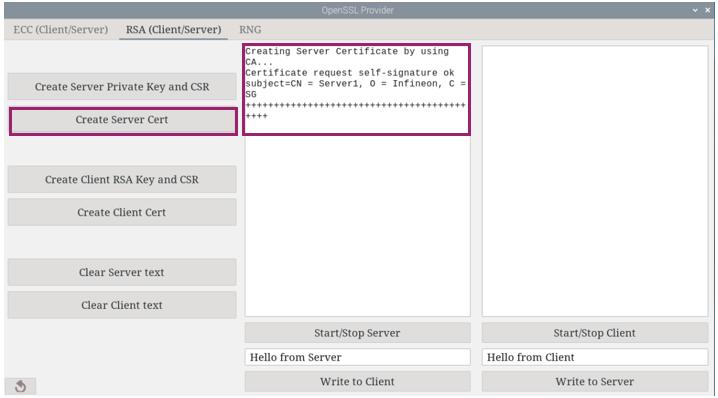 OpenSSL Provider
ECC (Client/Server) RSA (Client/Server) RNG
Create Server Private Key and CSR
Create Server Cert
Create Client RSA Key and CSR
Create Client Cert
Clear Server text
Clear Client text
Creating Server Certificate by using
CA...
Certificate request self-signature ok
subject=CN = Server1, O = Infineon, C =
SG
+++++++++++++++++++++++++++++++++++++++
++++
Start/Stop Server
Hello from Server
Write to Client
Start/Stop Client
Hello from Client
Write to Server